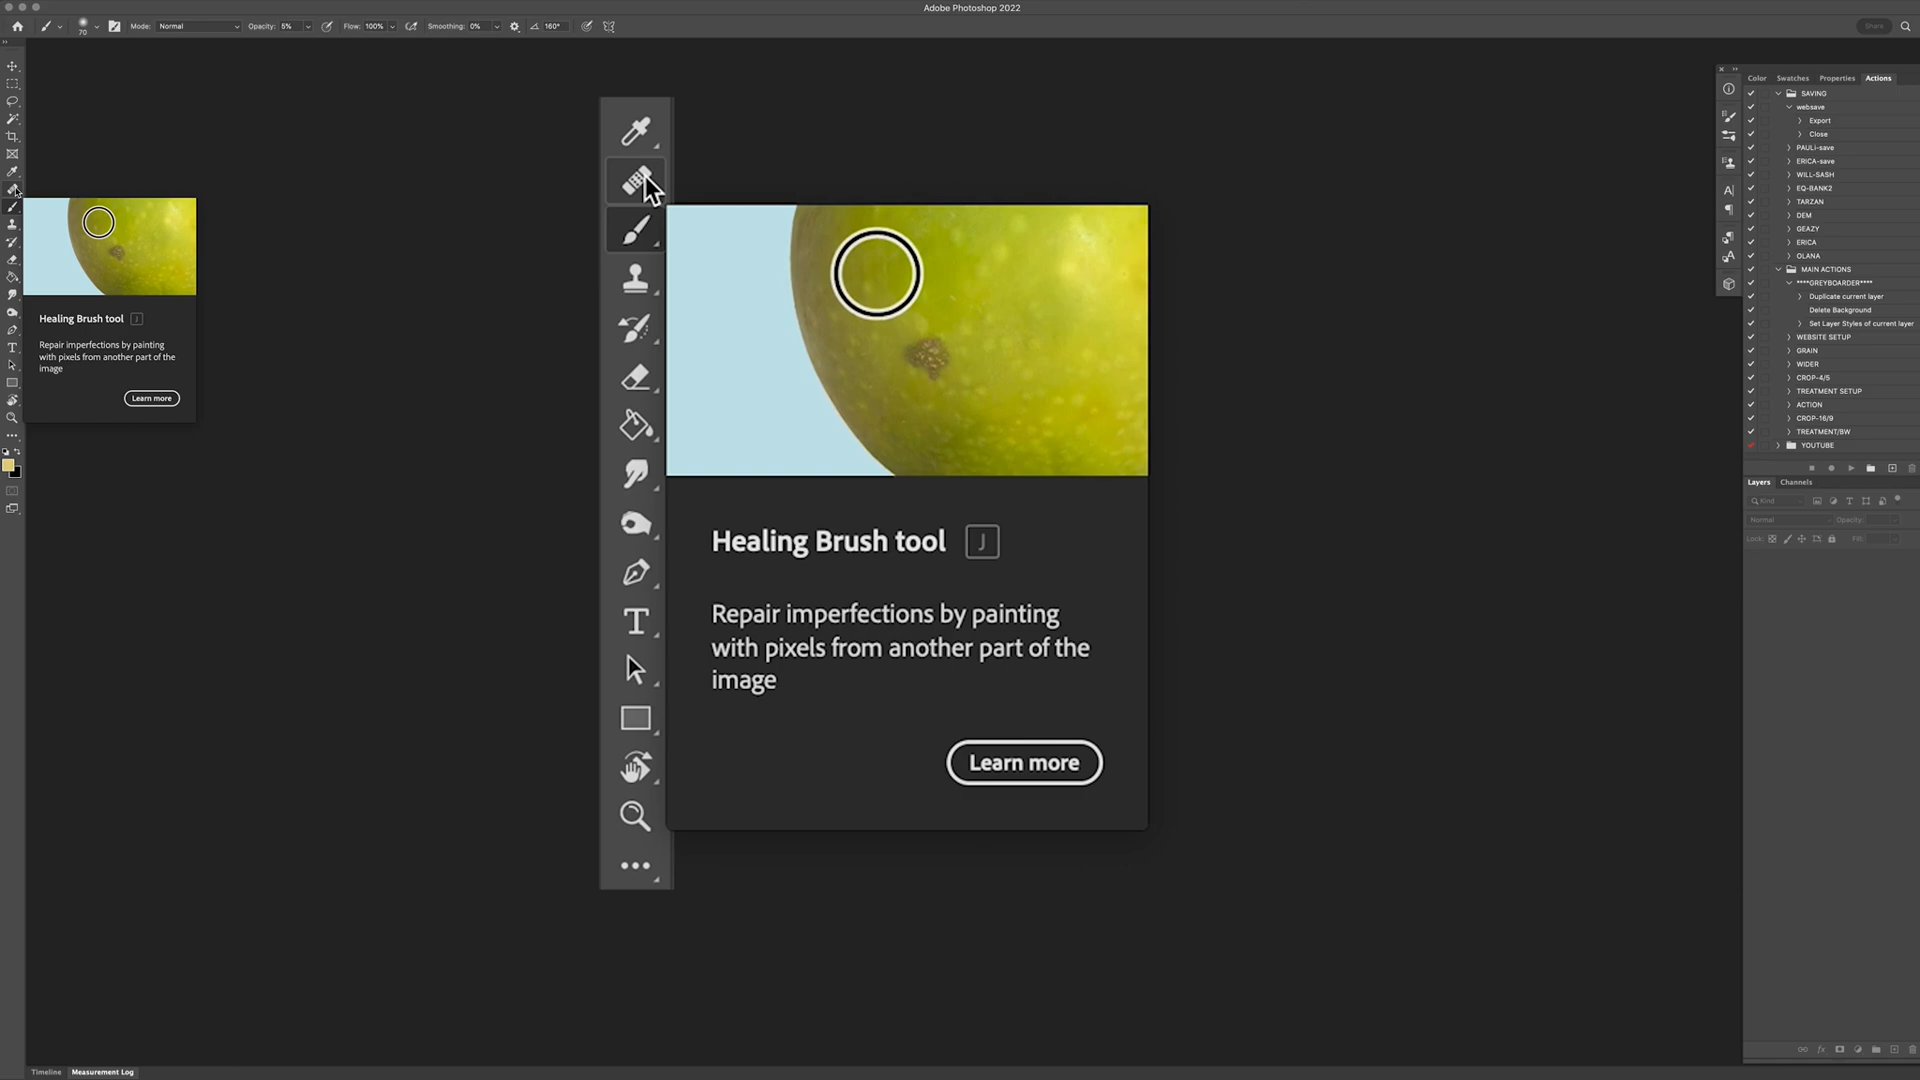 Adobe Photoshop 2022
70
Mode: Normal
Opacity: 5%
Flow: 100%
Smoothing: 0%
160°
Share
Healing Brush tool J
Repair imperfections by painting
with pixels from another part of the
image
Learn more
Healing Brush tool J
Repair imperfections by painting
with pixels from another part of the
image
Learn more
Color Swatches Properties Actions
SAVING
websave
Export
Close
PAULi-save
ERICA-save
WILL-SASH
EQ-BANK2
TARZAN
DEM
GEAZY
ERICA
OLANA
MAIN ACTIONS
****GREYBOARDER****
Duplicate current layer
Delete Background
Set Layer Styles of current layer
WEBSITE SETUP
GRAIN
WIDER
CROP-4/5
TREATMENT SETUP
ACTION
CROP-16/9
TREATMENT/BW
YOUTUBE
Layers Channels
Kind
Normal Opacity:
Lock: Fill:
Timeline Measurement Log